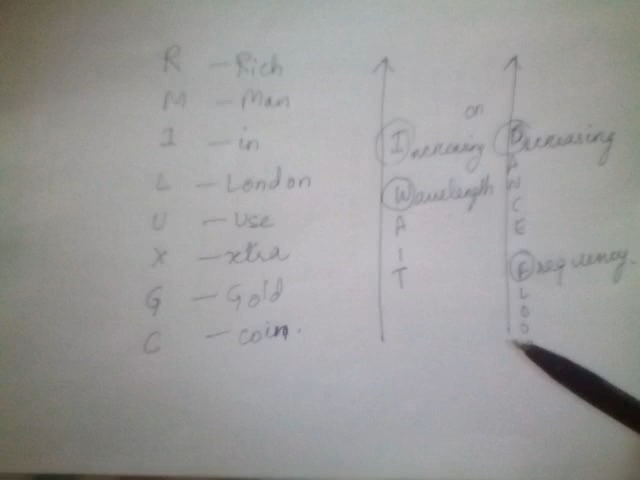 R - Rich
M - Man
I - in
L - London
U - Use
X - xtra
G - Gold
C - coin.
Increasing
Wavelength
A
I
T
on
Decreasing
A
N
C
E
Frequency.
L
O
O